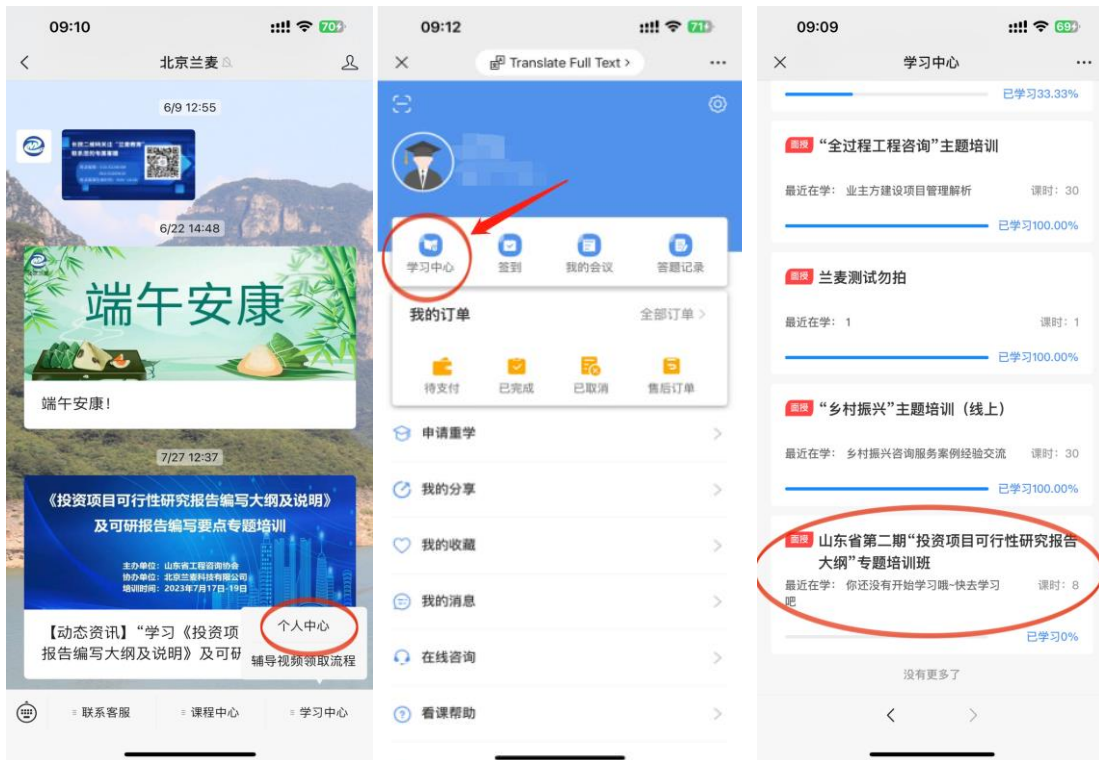 09:10
70
北京兰麦
6/9 12:55
6/22 14:48
端午安康
端午安康！
7/27 12:37
《投资项目可行性研究报告编写大纲及说明》
及可研报告编写要点专题培训
主办单位：山东省工程咨询协会
协办单位：北京兰麦科技有限公司
培训时间：2023年7月17日-19日
【动态资讯】“学习《投资项
报告编写大纲及说明》及可研
个人中心
辅导视频领取流程
联系客服
课程中心
学习中心
09:12
71
Translate Full Text
学习中心
签到
我的会议
答题记录
我的订单
全部订单
待支付
已完成
已取消
售后订单
申请重学
我的分享
我的收藏
我的消息
在线咨询
看课帮助
09:09
69
学习中心
已学习33.33%
面授 “全过程工程咨询”主题培训
最近在学： 业主方建设项目管理解析 课时：30
已学习100.00%
面授 兰麦测试勿拍
最近在学： 1 课时：1
已学习100.00%
面授 “乡村振兴”主题培训（线上）
最近在学： 乡村振兴咨询服务案例经验交流 课时：30
已学习100.00%
面授 山东省第二期“投资项目可行性研究报告
大纲”专题培训班
最近在学： 你还没有开始学习哦~快去学习 课时：8
吧
已学习0%
没有更多了